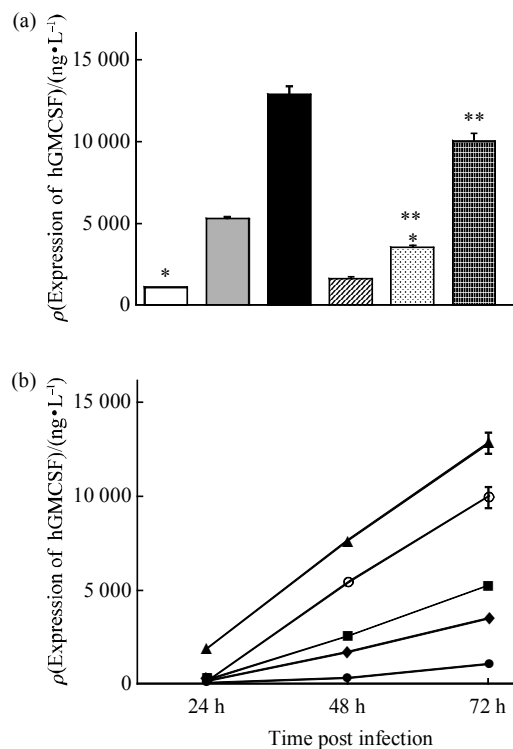 (a)
ρ(Expression of hGMCSF)/(ng•L⁻¹)
15 000
10 000
5 000
0
*
**
*
**
(b)
ρ(Expression of hGMCSF)/(ng•L⁻¹)
15 000
10 000
5 000
0
24 h 48 h 72 h
Time post infection